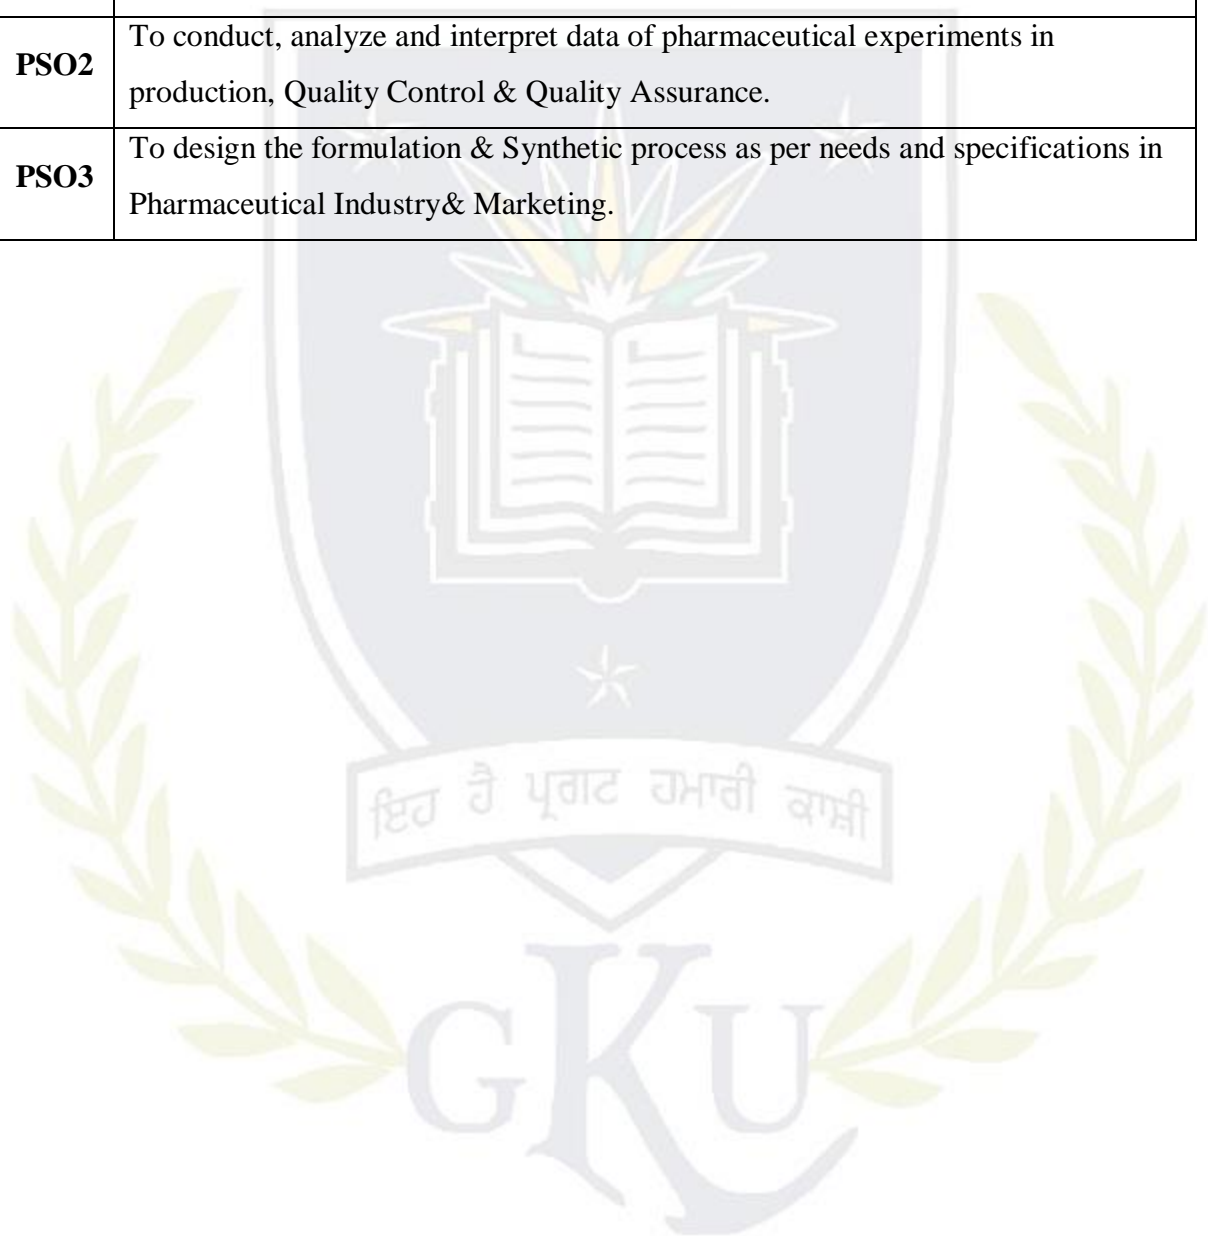 PSO2
To conduct, analyze and interpret data of pharmaceutical experiments in
production, Quality Control & Quality Assurance.
PSO3
To design the formulation & Synthetic process as per needs and specifications in
Pharmaceutical Industry& Marketing.
ਇਹ ਹੈ ਪ੍ਰਗਟ ਹਮਾਰੀ ਕਾਸ਼ੀ
GKU